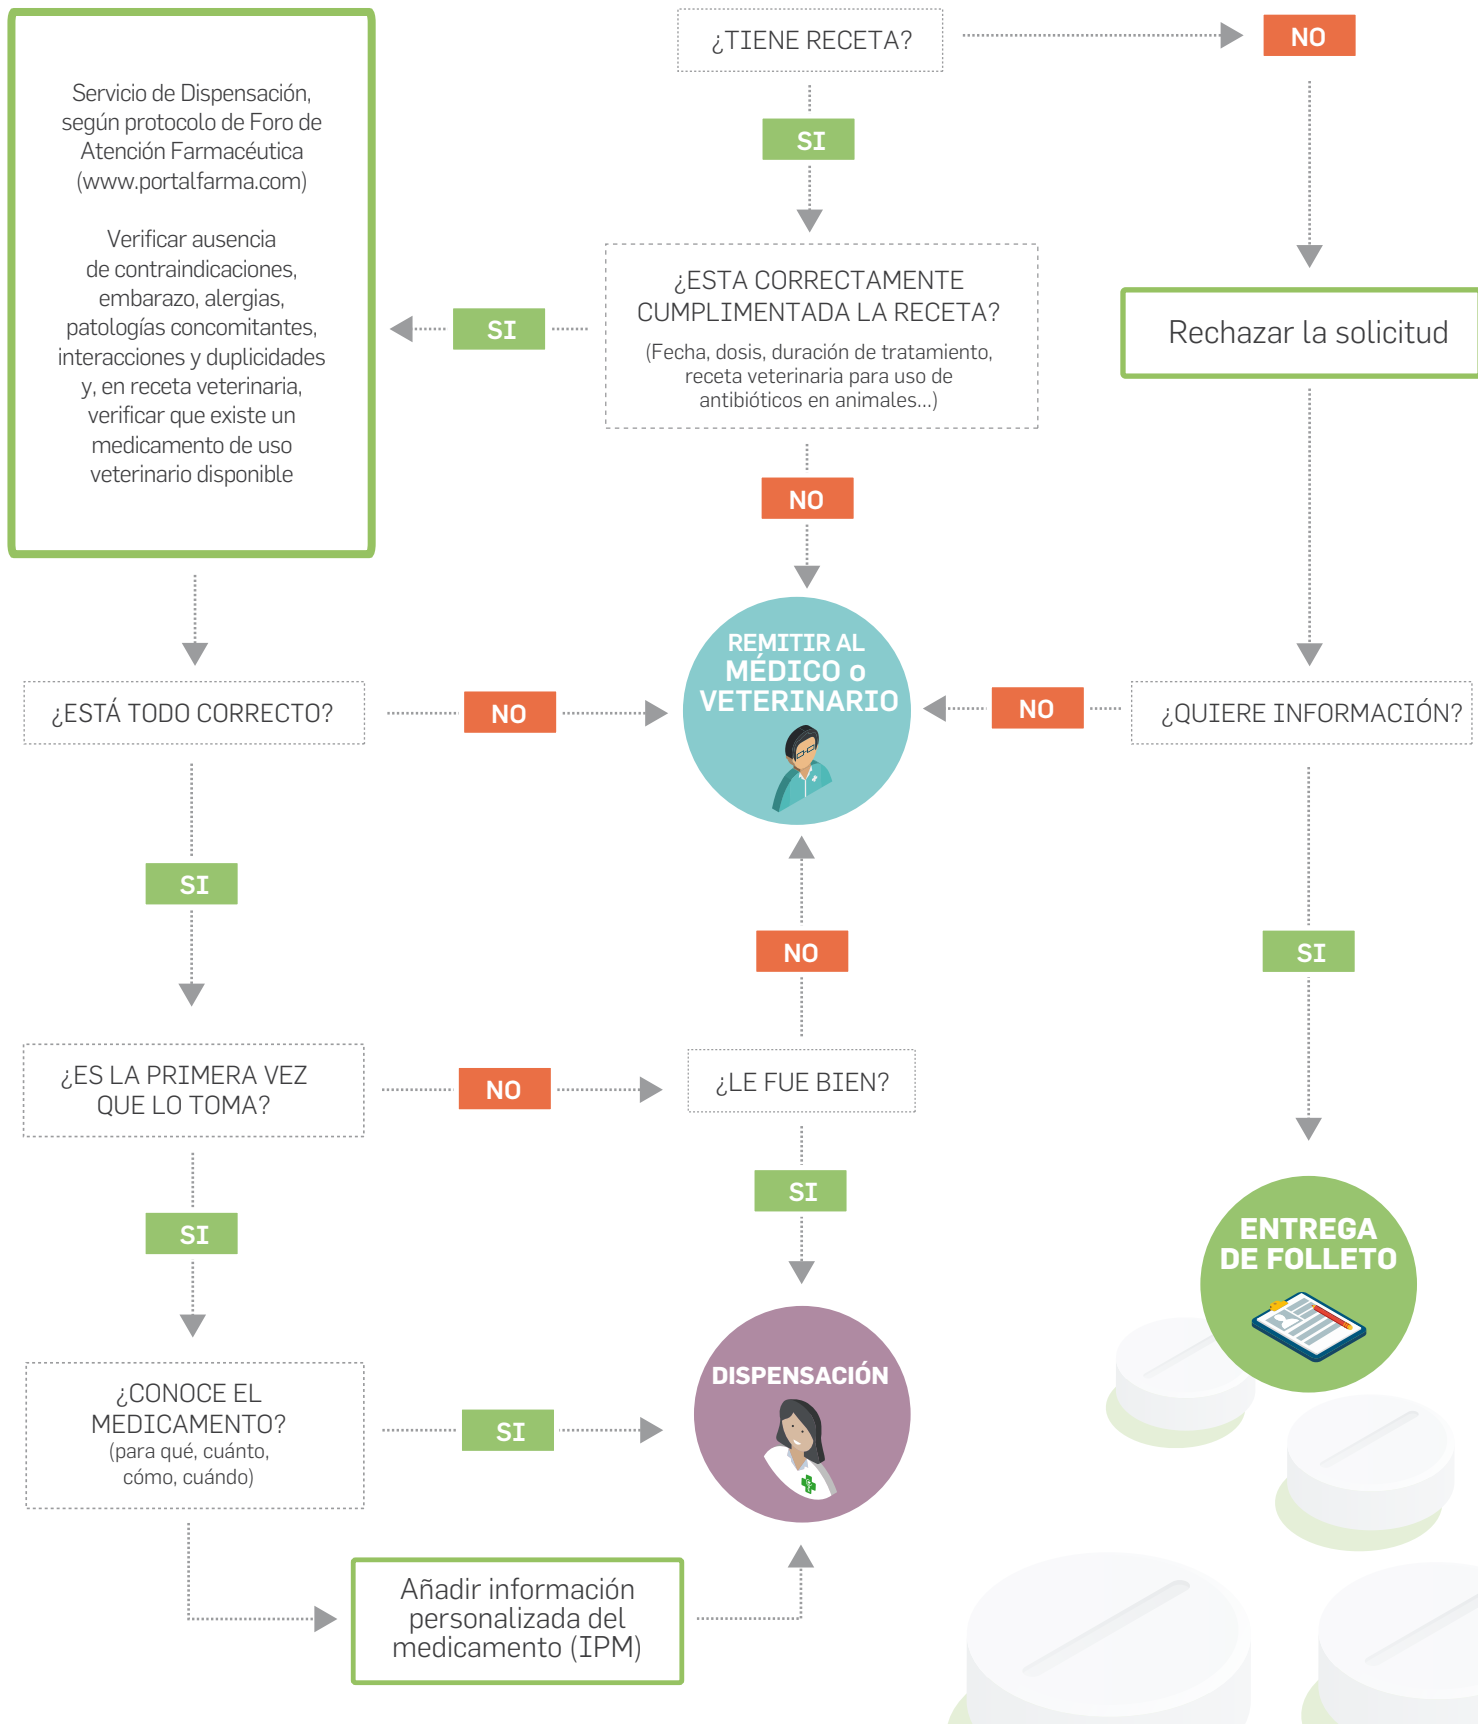 ¿TIENE RECETA?
NO
SI
Servicio de Dispensación,
según protocolo de Foro de
Atención Farmacéutica
(www.portalfarma.com)
Verificar ausencia
de contraindicaciones,
embarazo, alergias,
patologías concomitantes,
interacciones y duplicidades
y, en receta veterinaria,
verificar que existe un
medicamento de uso
veterinario disponible
SI
¿ESTA CORRECTAMENTE
CUMPLIMENTADA LA RECETA?
(Fecha, dosis, duración de tratamiento,
receta veterinaria para uso de
antibióticos en animales...)
Rechazar la solicitud
NO
REMITIR AL
MÉDICO o
VETERINARIO
¿ESTÁ TODO CORRECTO?
NO
NO
¿QUIERE INFORMACIÓN?
SI
NO
SI
¿ES LA PRIMERA VEZ
QUE LO TOMA?
NO
¿LE FUE BIEN?
SI
SI
ENTREGA
DE FOLLETO
¿CONOCE EL
MEDICAMENTO?
(para qué, cuánto,
cómo, cuándo)
SI
DISPENSACIÓN
Añadir información
personalizada del
medicamento (IPM)